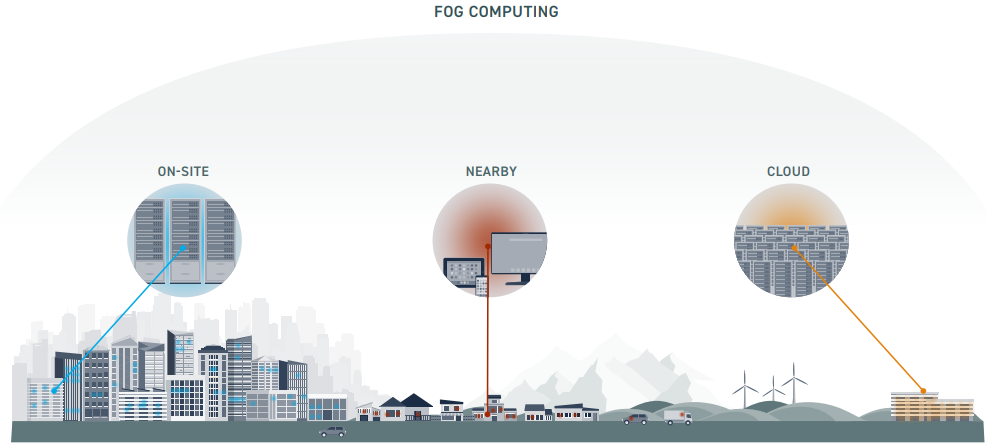 FOG COMPUTING
ON-SITE
NEARBY
CLOUD